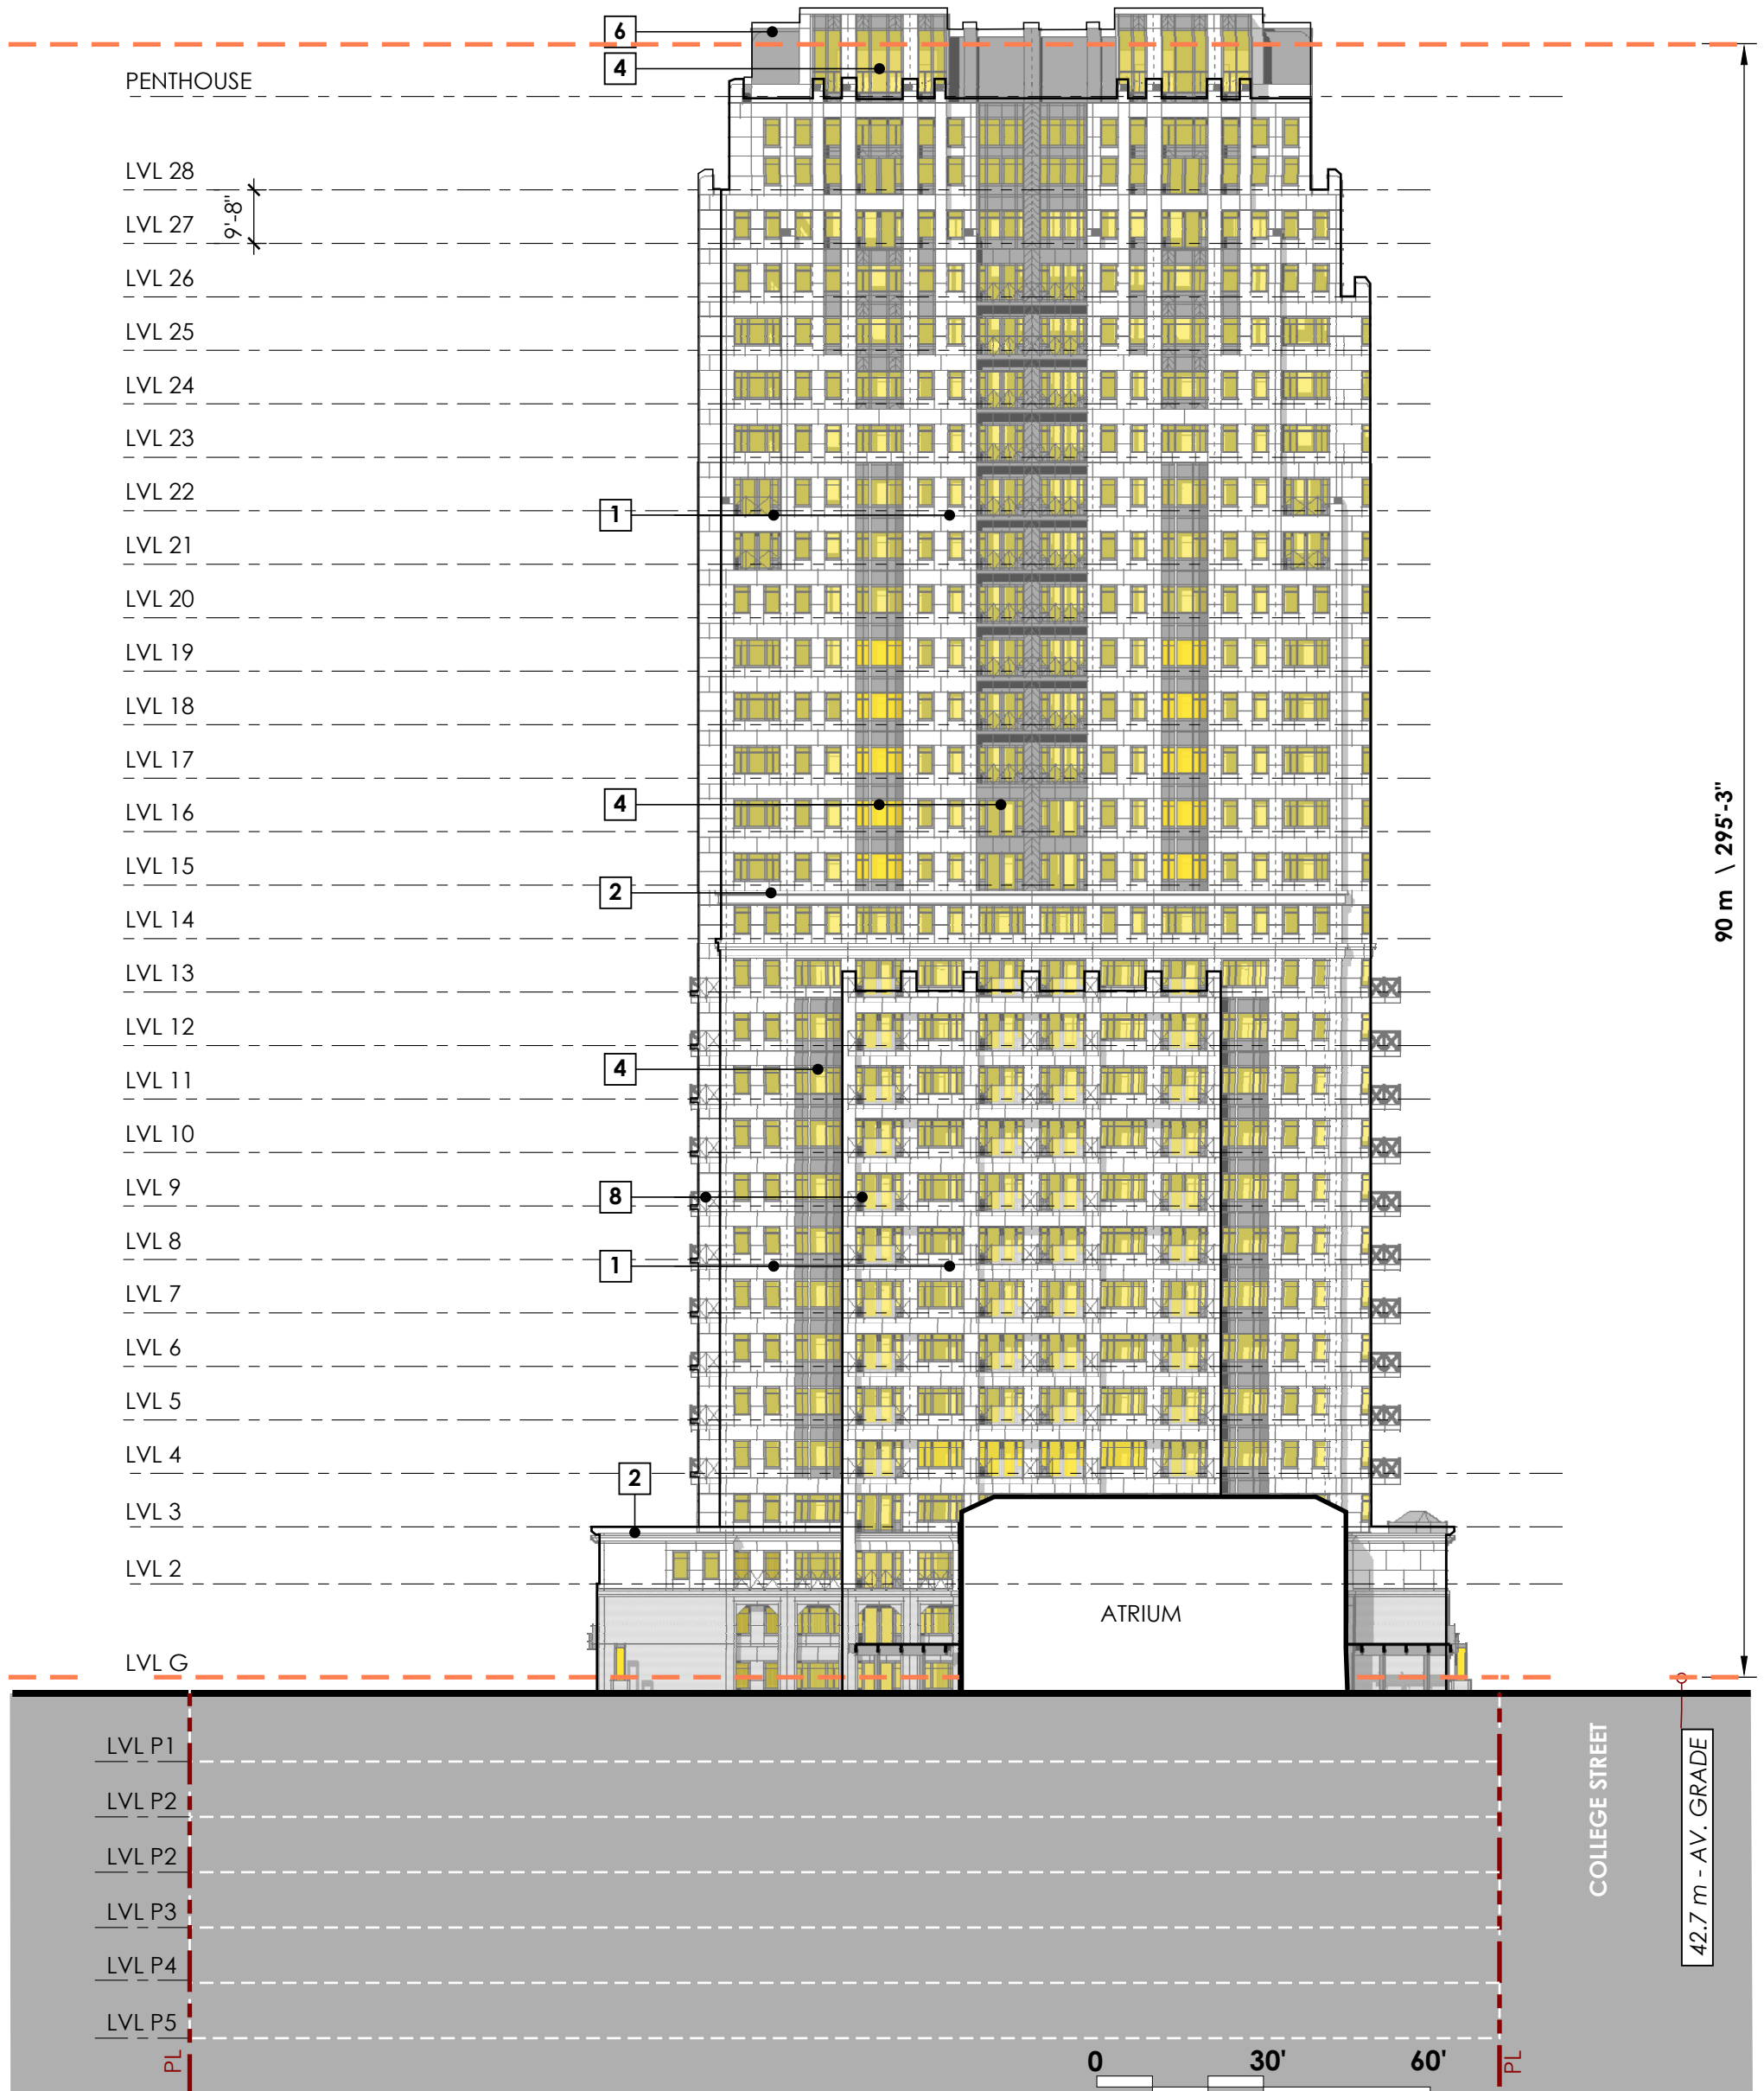 6
4
PENTHOUSE
LVL 28
9'-8"
LVL 27
LVL 26
LVL 25
LVL 24
LVL 23
LVL 22
1
LVL 21
LVL 20
LVL 19
LVL 18
LVL 17
4
LVL 16
90 m \ 295'-3"
LVL 15
2
LVL 14
LVL 13
LVL 12
4
LVL 11
LVL 10
LVL 9
8
LVL 8
1
LVL 7
LVL 6
LVL 5
LVL 4
2
LVL 3
LVL 2
ATRIUM
LVL G
LVL P1
LVL P2
LVL P2
LVL P3
LVL P4
LVL P5
COLLEGE STREET
42.7 m - AV. GRADE
PL
0 30' 60'
PL